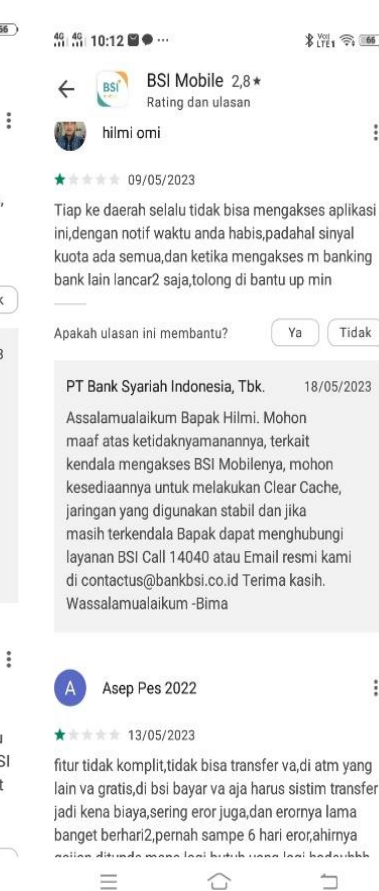 66
4G 4G 10:12
VoD LTE1 66
BSI
BSI Mobile 2,8★
Rating dan ulasan
hilmi omi
09/05/2023
Tiap ke daerah selalu tidak bisa mengakses aplikasi
ini,dengan notif waktu anda habis,padahal sinyal
kuota ada semua,dan ketika mengakses m banking
bank lain lancar2 saja,tolong di bantu up min
Apakah ulasan ini membantu? Ya Tidak
PT Bank Syariah Indonesia, Tbk. 18/05/2023
Assalamualaikum Bapak Hilmi. Mohon
maaf atas ketidaknyamanannya, terkait
kendala mengakses BSI Mobilenya, mohon
kesediaannya untuk melakukan Clear Cache,
jaringan yang digunakan stabil dan jika
masih terkendala Bapak dapat menghubungi
layanan BSI Call 14040 atau Email resmi kami
di contactus@bankbsi.co.id Terima kasih.
Wassalamualaikum -Bima
A
Asep Pes 2022
13/05/2023
fitur tidak komplit,tidak bisa transfer va,di atm yang
lain va gratis,di bsi bayar va aja harus sistim transfer
jadi kena biaya,sering eror juga,dan erornya lama
banget berhari2,pernah sampe 6 hari eror,ahirnya